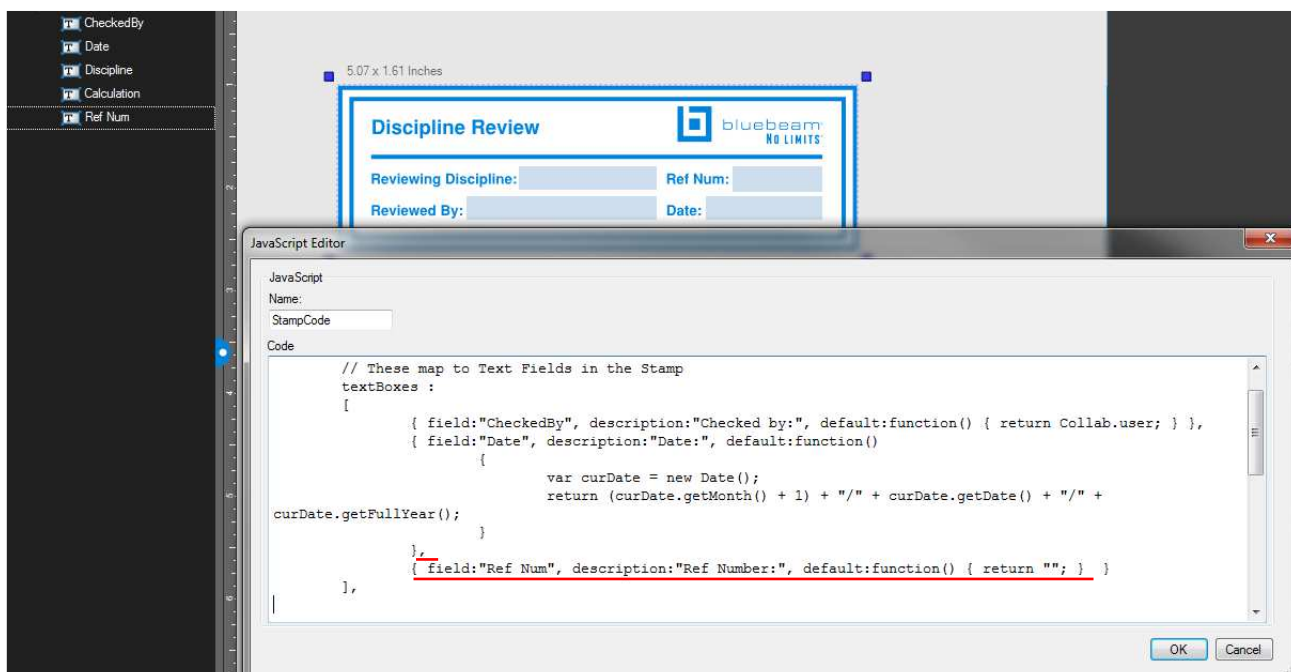 CheckedBy
Date
Discipline
Calculation
Ref Num
5.07 x 1.61 Inches
Discipline Review
bluebeam
NO LIMITS
Reviewing Discipline:
Ref Num:
Reviewed By:
Date:
JavaScript Editor
JavaScript
Name:
StampCode
Code
// These map to Text Fields in the Stamp
textBoxes :
[
{ field:"CheckedBy", description:"Checked by:", default:function() { return Collab.user; } },
{ field:"Date", description:"Date:", default:function()
{
var curDate = new Date();
return (curDate.getMonth() + 1) + "/" + curDate.getDate() + "/" +
curDate.getFullYear();
}
},
{ field:"Ref Num", description:"Ref Number:", default:function() { return ""; } }
],
OK
Cancel